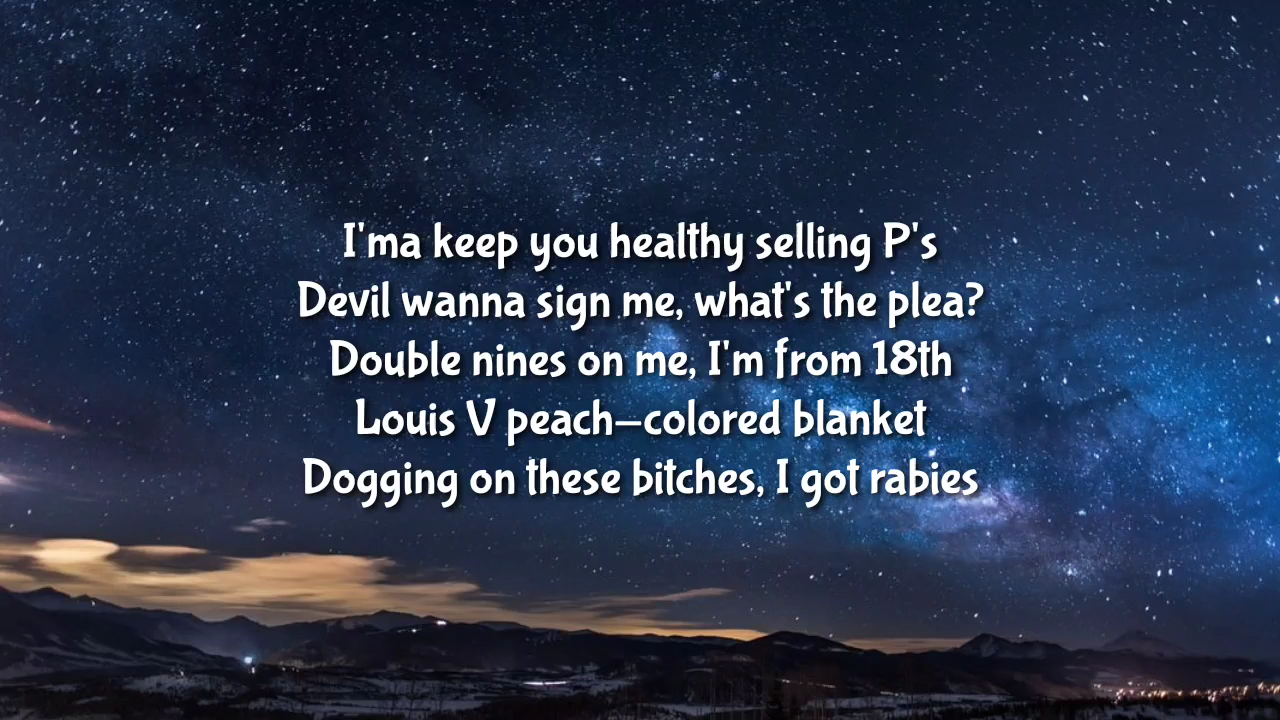 I'ma keep you healthy selling P's
Devil wanna sign me, what's the plea?
Double nines on me, I'm from 18th
Louis V peach-colored blanket
Dogging on these bitches, I got rabies